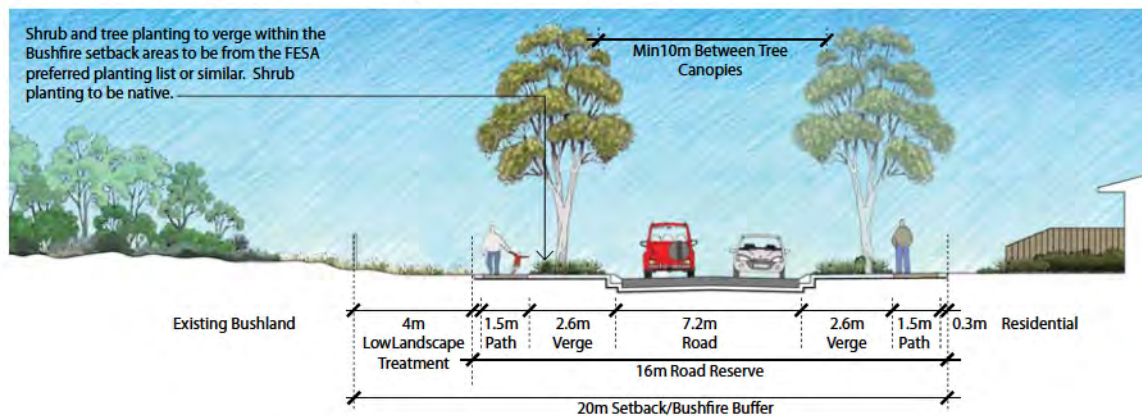 Shrub and tree planting to verge within the
Bushfire setback areas to be from the FESA
preferred planting list or similar. Shrub
planting to be native.
Min10m Between Tree
Canopies
Existing Bushland
4m
LowLandscape
Treatment
1.5m
Path
2.6m
Verge
7.2m
Road
2.6m
Verge
1.5m
Path
0.3m
Residential
16m Road Reserve
20m Setback/Bushfire Buffer